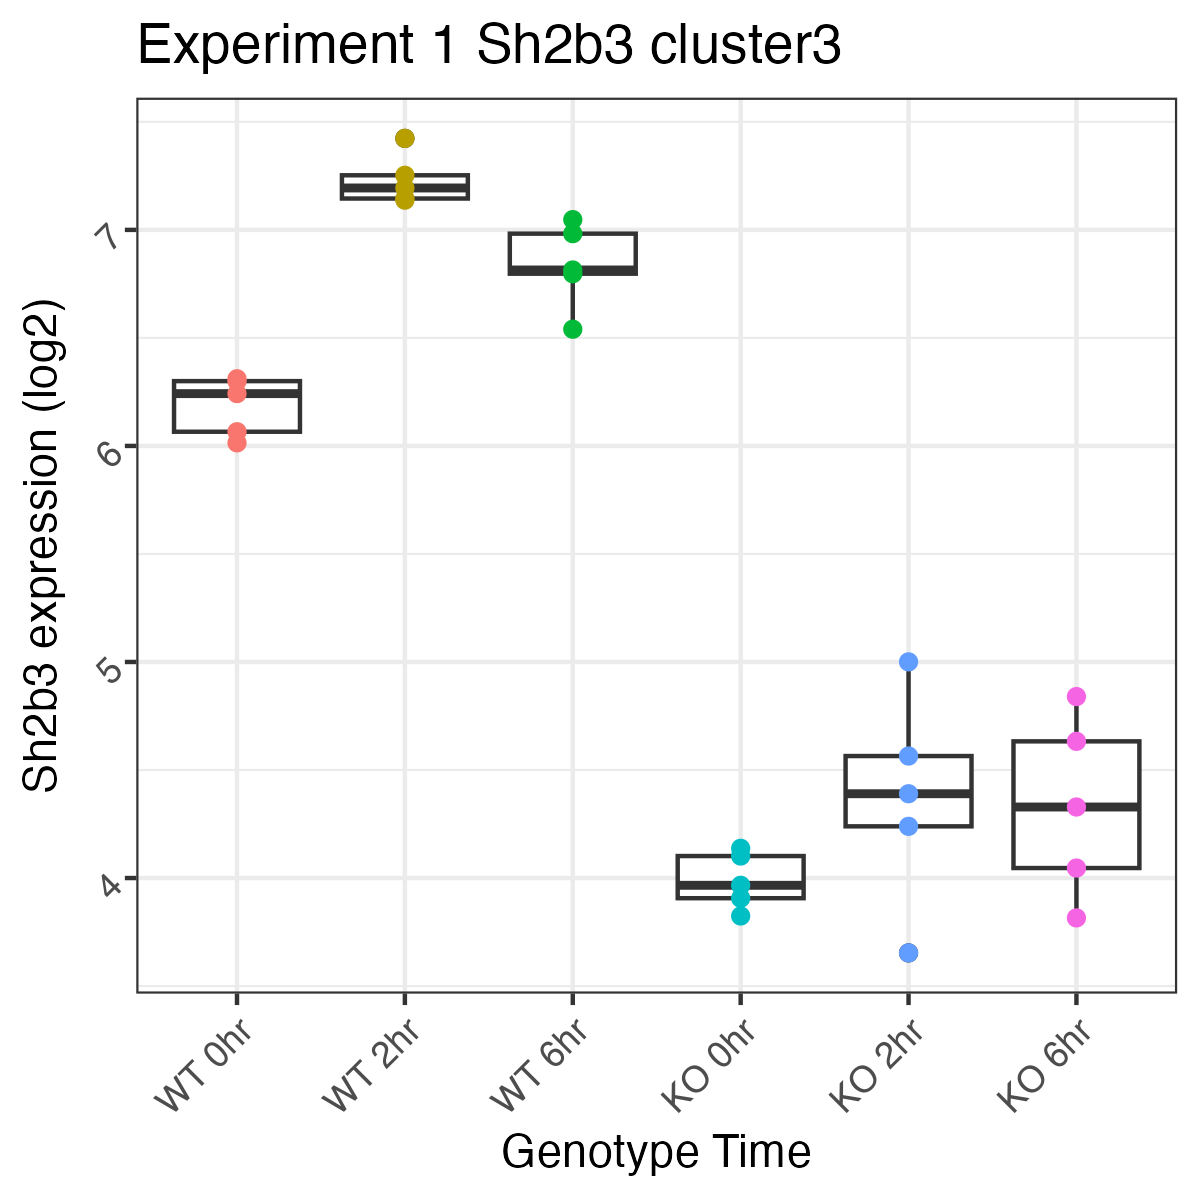 Experiment 1 Sh2b3 cluster3
Sh2b3 expression (log2)
7
6
5
4
WT 0hr
WT 2hr
WT 6hr
KO 0hr
KO 2hr
KO 6hr
Genotype Time